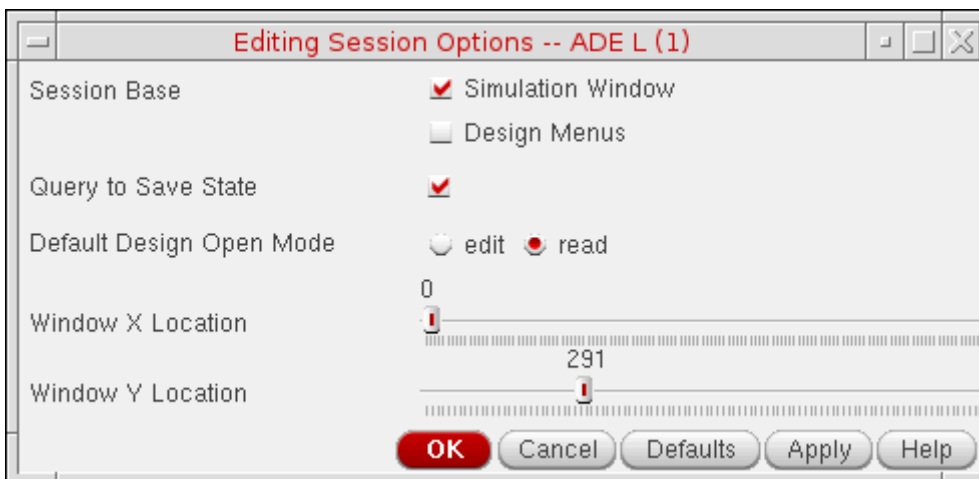 Editing Session Options -- ADE L (1)
Session Base
Simulation Window
Design Menus
Query to Save State
Default Design Open Mode
edit read
0
Window X Location
291
Window Y Location
OK Cancel Defaults Apply Help